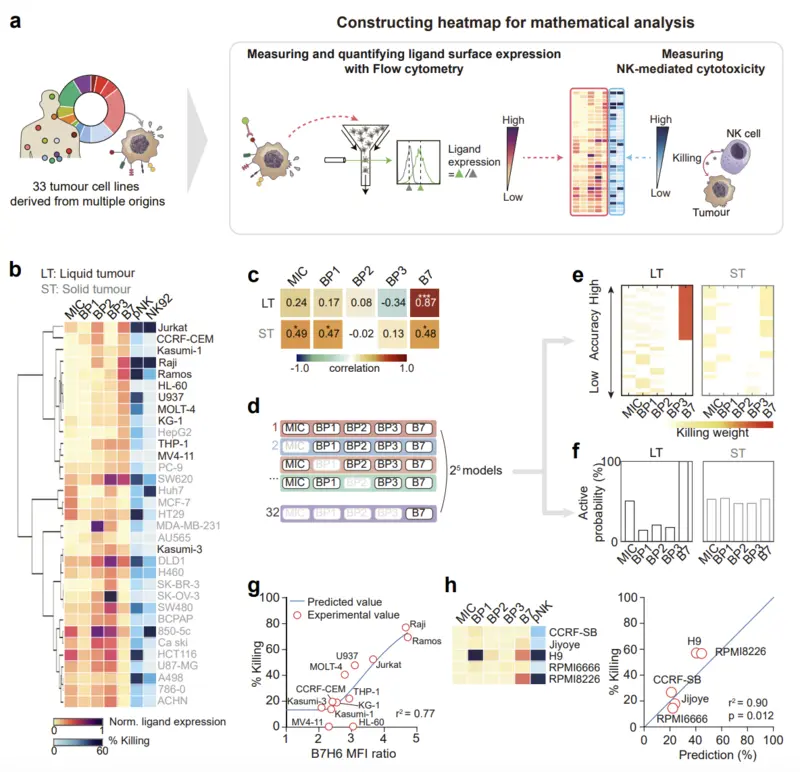 a
Constructing heatmap for mathematical analysis
Measuring and quantifying ligand surface expression
with Flow cytometry
Measuring
NK-mediated cytotoxicity
33 tumour cell lines
derived from multiple origins
Ligand
expression
=▲/▲
High
Low
High
Low
Killing
NK cell
Tumour
b
LT: Liquid tumour
ST: Solid tumour
MIC
BP1
BP2
BP3
B7
pNK
NK92
Jurkat
CCRF-CEM
Kasumi-1
Raji
Ramos
HL-60
U937
MOLT-4
KG-1
HepG2
THP-1
MV4-11
PC-9
SW620
Huh7
MCF-7
HT29
MDA-MB-231
AU565
Kasumi-3
DLD1
H460
SK-BR-3
SK-OV-3
SW480
BCPAP
850-5c
Ca ski
HCT116
U87-MG
A498
786-0
ACHN
Norm. ligand expression
0 1
% Killing
0 60
c
MIC BP1 BP2 BP3 B7
LT 0.24 0.17 0.08 -0.34 ***0.87
ST *0.49 *0.47 -0.02 0.13 *0.48
-1.0 correlation 1.0
d
1 MIC BP1 BP2 BP3 B7
2 MIC BP1 BP2 BP3 B7
MIC BP1 BP2 BP3 B7
... MIC BP1 BP2 BP3 B7
32 MIC BP1 BP2 BP3 B7
2⁵ models
e
LT
ST
High
Accuracy
Low
MIC BP1 BP2 BP3 B7
MIC BP1 BP2 BP3 B7
Killing weight
f
LT
ST
Active
probability (%)
100
0
MIC BP1 BP2 BP3 B7
MIC BP1 BP2 BP3 B7
g
Predicted value
Experimental value
% Killing
100
80
60
40
20
0
Raji
Ramos
U937
Jurkat
MOLT-4
CCRF-CEM
THP-1
Kasumi-3
KG-1
Kasumi-1
MV4-11
HL-60
r² = 0.77
1 2 3 4 5
B7H6 MFI ratio
h
MIC BP1 BP2 BP3 B7 pNK
CCRF-SB
Jiyoye
H9
RPMI6666
RPMI8226
% Killing
100
80
60
40
20
0
H9
RPMI8226
CCRF-SB
Jijoye
RPMI6666
r² = 0.90
p = 0.012
0 20 40 60 80 100
Prediction (%)